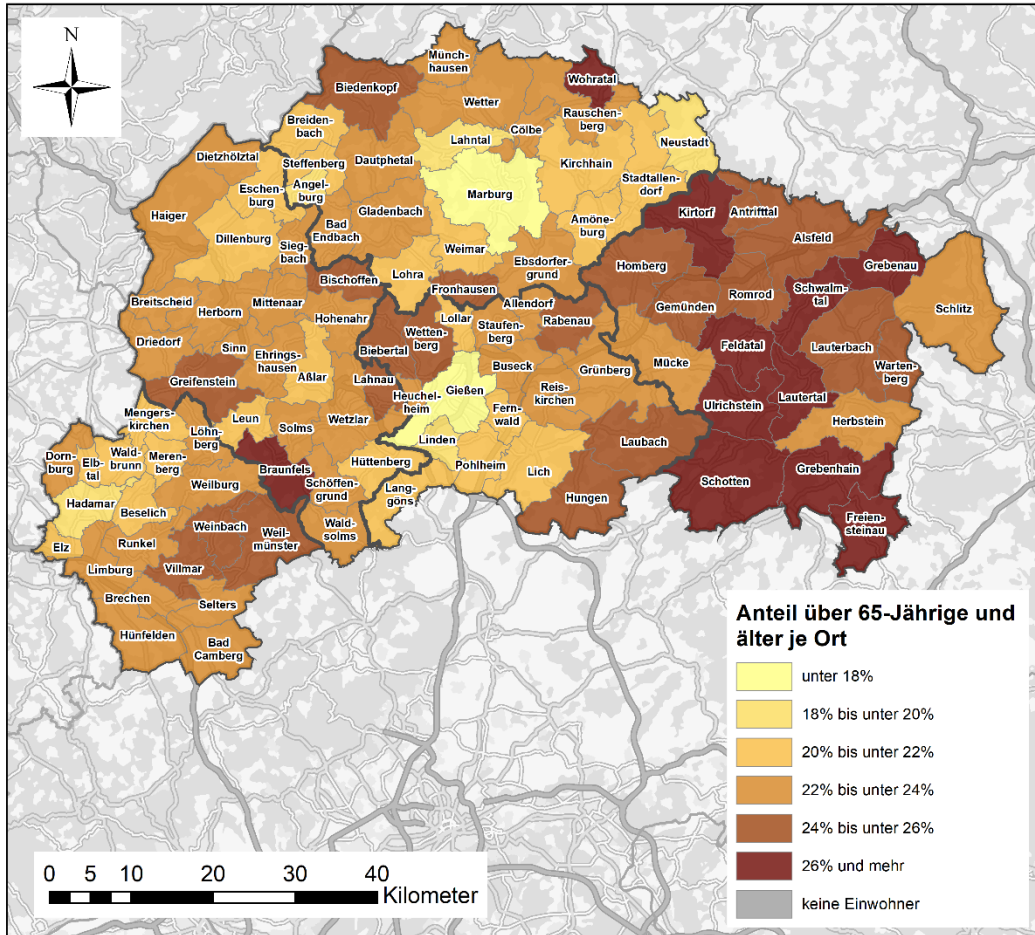 N
Münch-
hausen
Biedenkopf
Wohratal
Wetter
Rauschen-
berg
Breiden-
bach
Cölbe
Lahntal
Neustadt
Dietzhölztal
Steffenberg
Dautphetal
Kirchhain
Eschen-
burg
Angel-
burg
Stadtallen-
dorf
Marburg
Haiger
Gladenbach
Kirtorf
Antrifttal
Dillenburg
Bad
Endbach
Amöne-
burg
Alsfeld
Sieg-
bach
Weimar
Ebsdorfer-
grund
Homberg
Grebenau
Lohra
Bischoffen
Fronhausen
Schwalm-
tal
Breitscheid
Mittenaar
Allendorf
Gemünden
Romrod
Schlitz
Herborn
Hohenahr
Lollar
Staufen-
berg
Rabenau
Driedorf
Sinn
Wetten-
berg
Feldatal
Lauterbach
Biebertal
Ehrings-
hausen
Mücke
Warten-
berg
Greifenstein
Aßlar
Lahnau
Buseck
Grünberg
Heuchel-
heim
Gießen
Reis-
kirchen
Ulrichstein
Lautertal
Mengers-
kirchen
Leun
Solms
Wetzlar
Fern-
wald
Herbstein
Löhn-
berg
Linden
Laubach
Dorn-
burg
Elb-
tal
Wald-
brunn
Meren-
berg
Braunfels
Hüttenberg
Pohlheim
Lich
Grebenhain
Schotten
Weilburg
Schöffen-
grund
Lang-
göns
Hungen
Hadamar
Beselich
Freien-
steinau
Weinbach
Weil-
münster
Wald-
solms
Elz
Runkel
Limburg
Villmar
Brechen
Selters
Hünfelden
Bad
Camberg
Anteil über 65-Jährige und
älter je Ort
unter 18%
18% bis unter 20%
20% bis unter 22%
22% bis unter 24%
24% bis unter 26%
26% und mehr
keine Einwohner
0 5 10 20 30 40
Kilometer